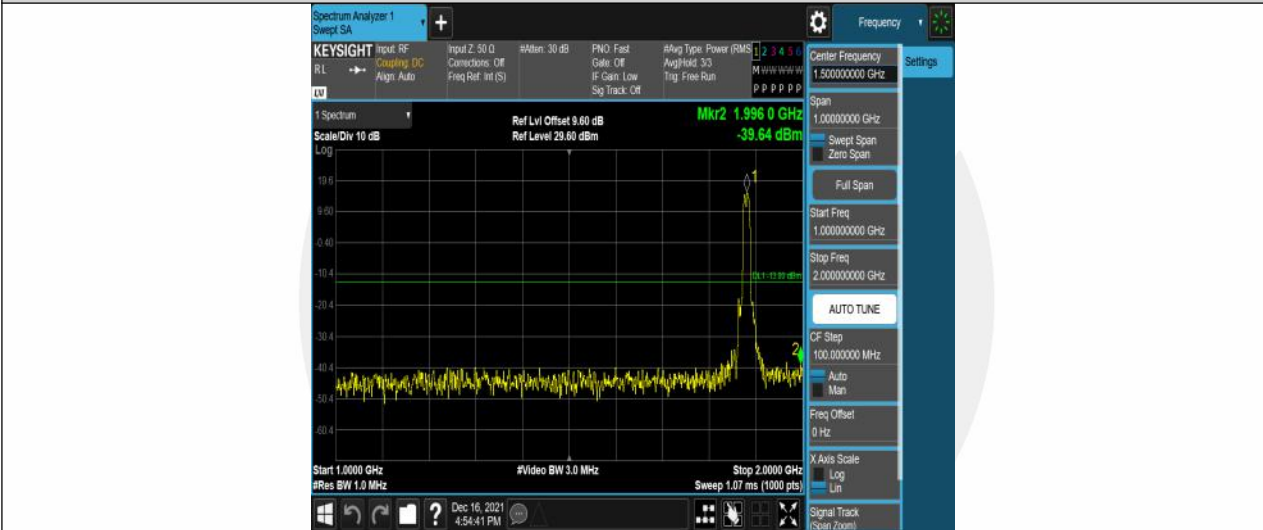 Spectrum Analyzer 1
Swept SA
+
Frequency
KEYSIGHT
RL
LV
Input: RF
Coupling: DC
Align: Auto
Input Z: 50 Ω
Corrections: Off
Freq Ref: Int (S)
#Atten: 30 dB
PNO: Fast
Gate: Off
IF Gain: Low
Sig Track: Off
#Avg Type: Power (RMS
Avg|Hold: 3/3
Trig: Free Run
1 2 3 4 5 6
M W W W W W
P P P P P P
1 Spectrum
Scale/Div 10 dB
Log
Ref Lvl Offset 9.60 dB
Ref Level 29.60 dBm
Mkr2 1.996 0 GHz
-39.64 dBm
1
19.6
9.60
-0.40
-10.4
DL1 -13.00 dBm
-20.4
-30.4
2
-40.4
-50.4
-60.4
Start 1.0000 GHz
#Res BW 1.0 MHz
#Video BW 3.0 MHz
Stop 2.0000 GHz
Sweep 1.07 ms (1000 pts)
Dec 16, 2021
4:54:41 PM
?
Center Frequency
1.500000000 GHz
Settings
Span
1.00000000 GHz
Swept Span
Zero Span
Full Span
Start Freq
1.000000000 GHz
Stop Freq
2.000000000 GHz
AUTO TUNE
CF Step
100.000000 MHz
Auto
Man
Freq Offset
0 Hz
X Axis Scale
Log
Lin
Signal Track
(Span Zoom)